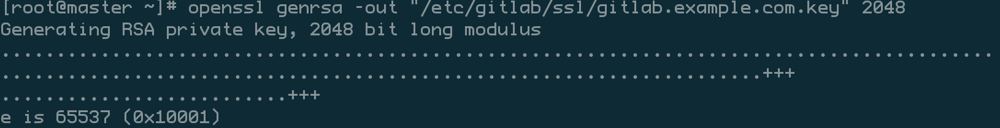 [root@master ~]# openssl genrsa -out "/etc/gitlab/ssl/gitlab.example.com.key" 2048
Generating RSA private key, 2048 bit long modulus
..........................................................................................
.....................................................................+++
..........................+++
e is 65537 (0x10001)